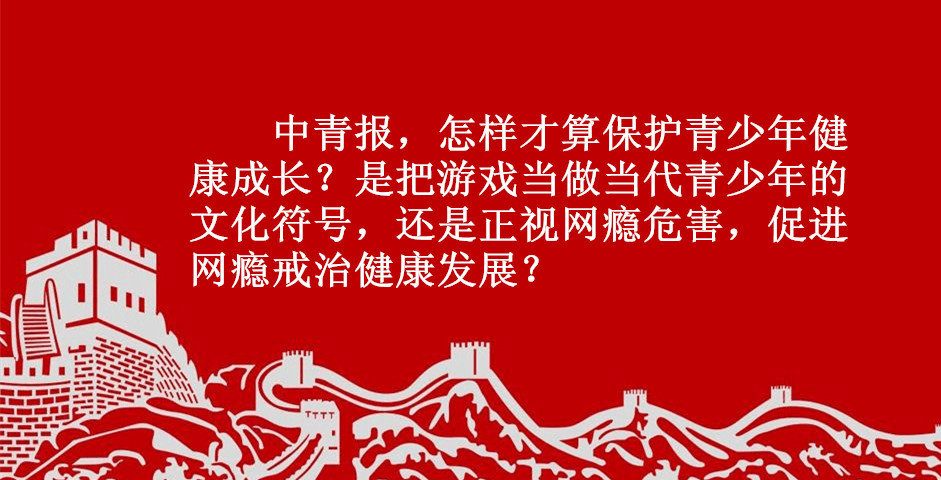 中青报，怎样才算保护青少年健
康成长？是把游戏当做当代青少年的
文化符号，还是正视网瘾危害，促进
网瘾戒治健康发展？